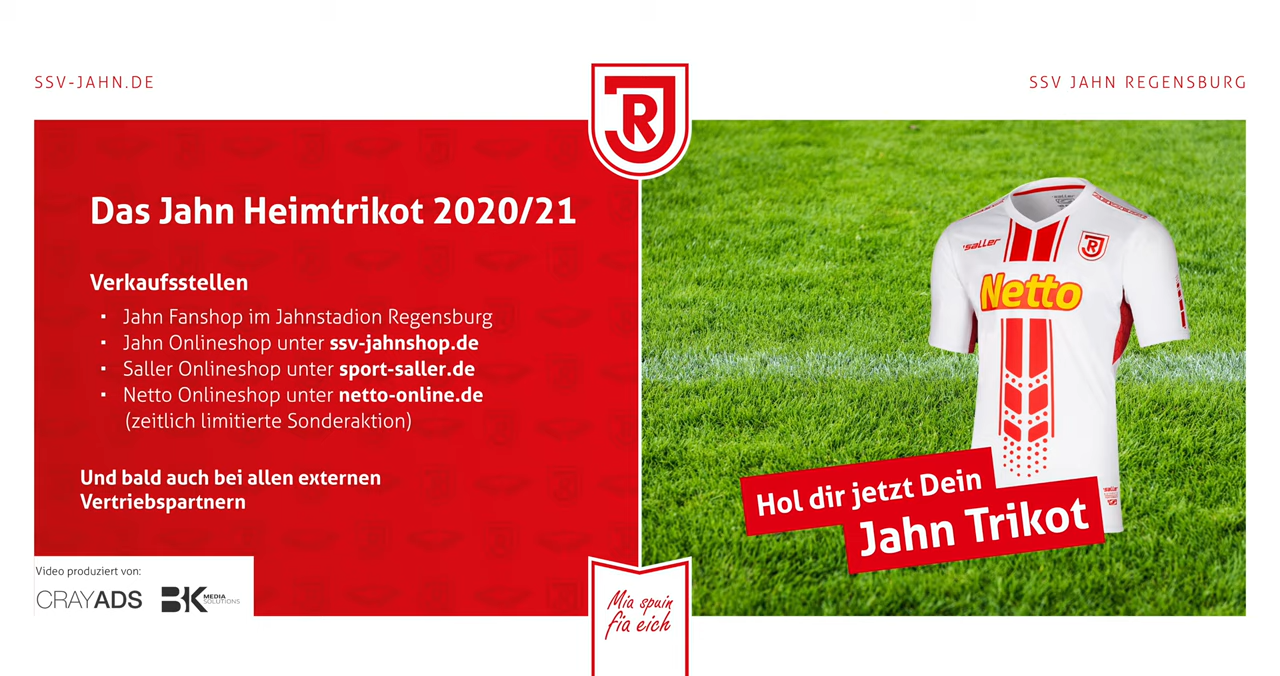 SSV-JAHN.DE
SSV JAHN REGENSBURG
R
Das Jahn Heimtrikot 2020/21
Verkaufsstellen
▪ Jahn Fanshop im Jahnstadion Regensburg
▪ Jahn Onlineshop unter ssv-jahnshop.de
▪ Saller Onlineshop unter sport-saller.de
▪ Netto Onlineshop unter netto-online.de
(zeitlich limitierte Sonderaktion)
Und bald auch bei allen externen
Vertriebspartnern
Video produziert von:
CRAYADS
BK MEDIA
SOLUTIONS
saller
Netto
Hol dir jetzt Dein
Jahn Trikot
Mia spuin
fia eich